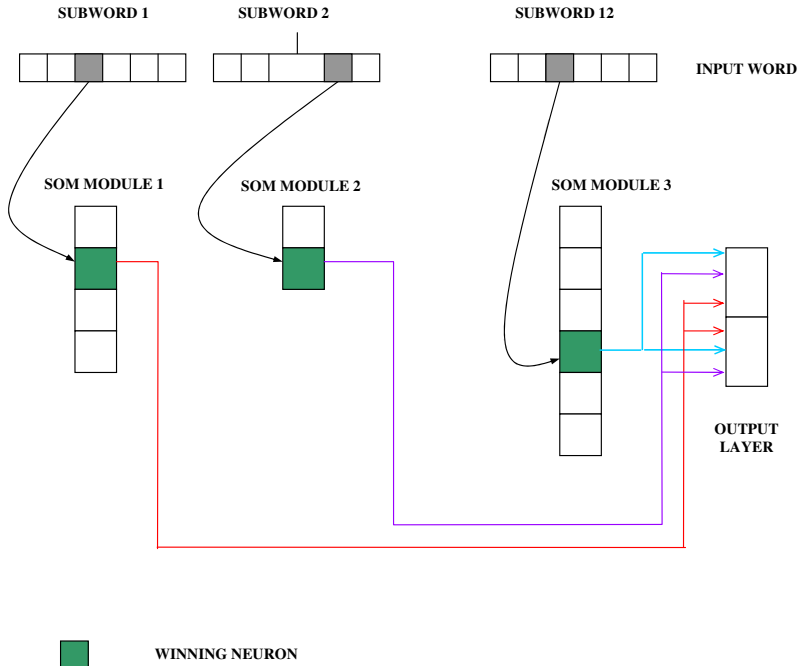 SUBWORD 1
SUBWORD 2
SUBWORD 12
INPUT WORD
SOM MODULE 1
SOM MODULE 2
SOM MODULE 3
OUTPUT
LAYER
WINNING NEURON